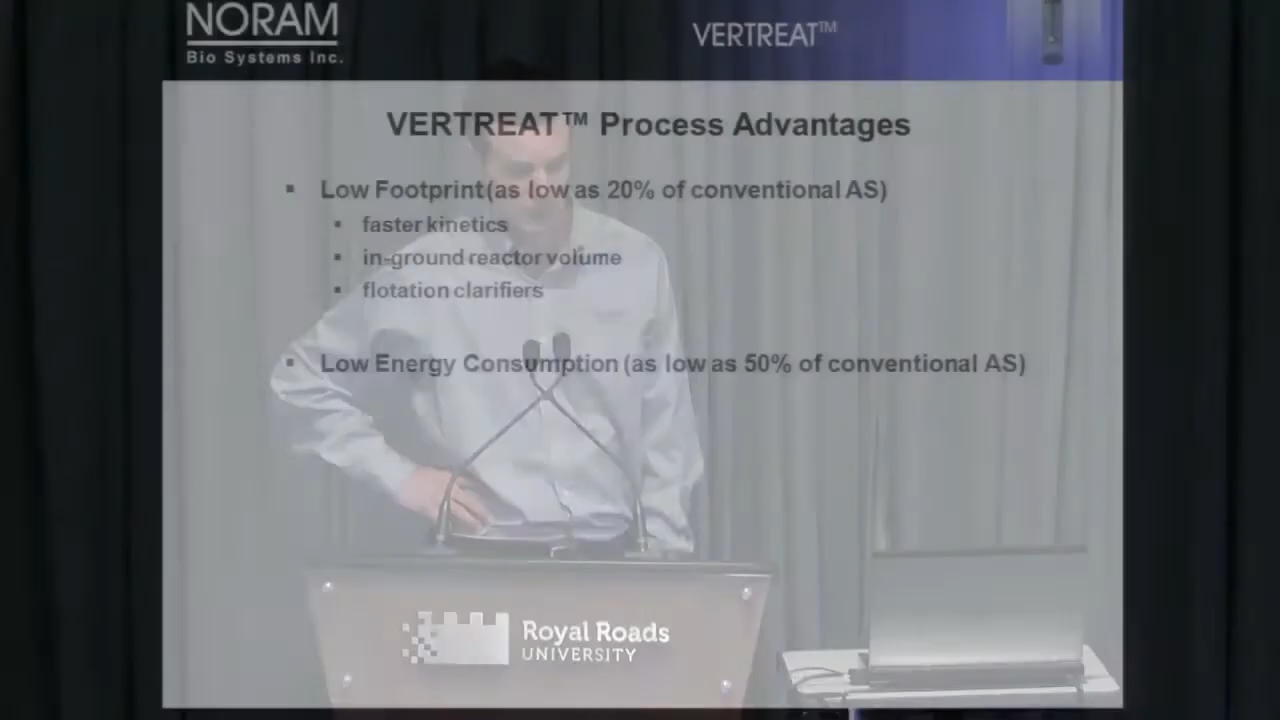 NORAM
Bio Systems Inc.
VERTREAT™
VERTREAT™ Process Advantages
▪ Low Footprint (as low as 20% of conventional AS)
▪ faster kinetics
▪ in-ground reactor volume
▪ flotation clarifiers
▪ Low Energy Consumption (as low as 50% of conventional AS)
Royal Roads
UNIVERSITY